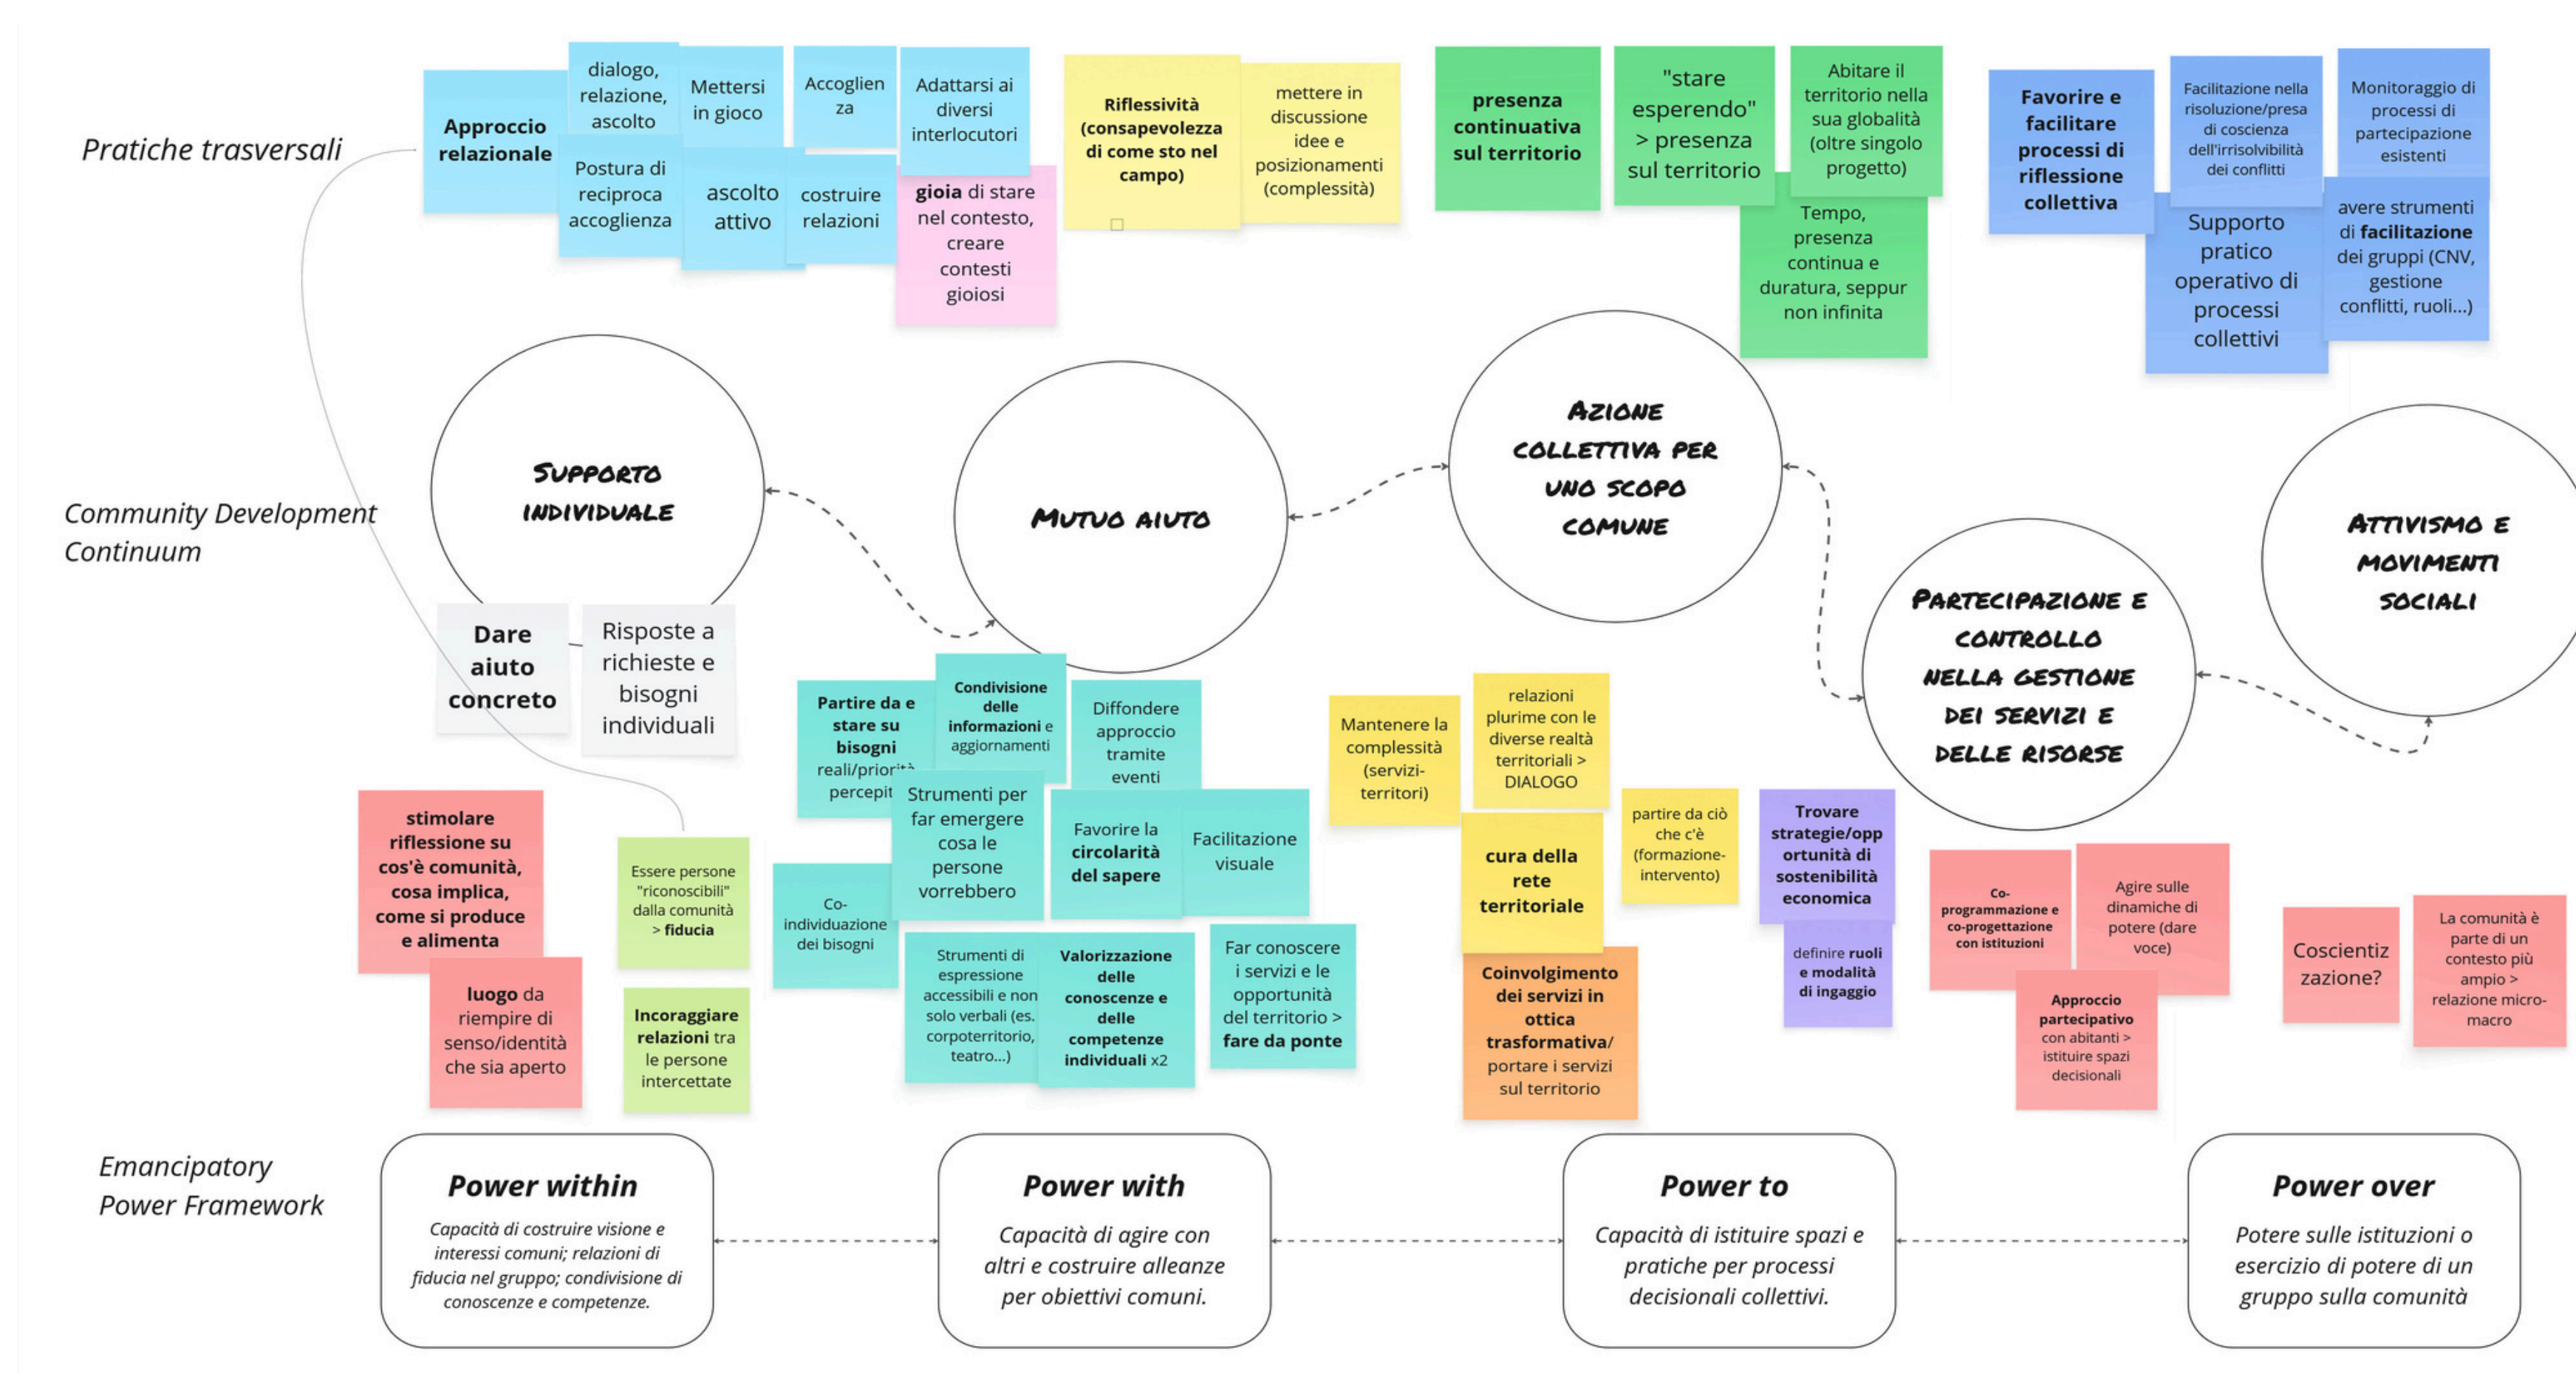 Pratiche trasversali
Approccio
relazionale
dialogo,
relazione,
ascolto
Mettersi
in gioco
Accoglien
za
Adattarsi ai
diversi
interlocutori
Postura di
reciproca
accoglienza
ascolto
attivo
costruire
relazioni
gioia di stare
nel contesto,
creare
contesti
gioiosi
Riflessività
(consapevolezza
di come sto nel
campo)
mettere in
discussione
idee e
posizionamenti
(complessità)
presenza
continuativa
sul territorio
"stare
esperendo"
> presenza
sul territorio
Abitare il
territorio nella
sua globalità
(oltre singolo
progetto)
Tempo,
presenza
continua e
duratura, seppur
non infinita
Favorire e
facilitare
processi di
riflessione
collettiva
Facilitazione nella
risoluzione/presa
di coscienza
dell'irrisolvibilità
dei conflitti
Monitoraggio di
processi di
partecipazione
esistenti
Supporto
pratico
operativo di
processi
collettivi
avere strumenti
di facilitazione
dei gruppi (CNV,
gestione
conflitti, ruoli...)
Community Development
Continuum
Supporto
individuale
Mutuo aiuto
Azione
collettiva per
uno scopo
comune
Partecipazione e
controllo
nella gestione
dei servizi e
delle risorse
Attivismo e
movimenti
sociali
Dare
aiuto
concreto
Risposte a
richieste e
bisogni
individuali
stimolare
riflessione su
cos'è comunità,
cosa implica,
come si produce
e alimenta
luogo da
riempire di
senso/identità
che sia aperto
Essere persone
"riconoscibili"
dalla comunità
> fiducia
Incoraggiare
relazioni tra
le persone
intercettate
Partire da e
stare su
bisogni
reali/priorità
percepit
Condivisione
delle
informazioni e
aggiornamenti
Diffondere
approccio
tramite
eventi
Strumenti per
far emergere
cosa le
persone
vorrebbero
Favorire la
circolarità
del sapere
Facilitazione
visuale
Co-
individuazione
dei bisogni
Strumenti di
espressione
accessibili e non
solo verbali (es.
corpoterritorio,
teatro...)
Valorizzazione
delle
conoscenze e
delle
competenze
individuali x2
Far conoscere
i servizi e le
opportunità
del territorio >
fare da ponte
Mantenere la
complessità
(servizi-
territori)
relazioni
plurime con le
diverse realtà
territoriali >
DIALOGO
cura della
rete
territoriale
partire da ciò
che c'è
(formazione-
intervento)
Coinvolgimento
dei servizi in
ottica
trasformativa/
portare i servizi
sul territorio
Trovare
strategie/opp
ortunità di
sostenibilità
economica
definire ruoli
e modalità
di ingaggio
Co-
programmazione e
co-progettazione
con istituzioni
Agire sulle
dinamiche di
potere (dare
voce)
Approccio
partecipativo
con abitanti >
istituire spazi
decisionali
Coscientiz
zazione?
La comunità è
parte di un
contesto più
ampio >
relazione micro-
macro
Emancipatory
Power Framework
Power within
Capacità di costruire visione e
interessi comuni; relazioni di
fiducia nel gruppo; condivisione di
conoscenze e competenze.
Power with
Capacità di agire con
altri e costruire alleanze
per obiettivi comuni.
Power to
Capacità di istituire spazi e
pratiche per processi
decisionali collettivi.
Power over
Potere sulle istituzioni o
esercizio di potere di un
gruppo sulla comunità